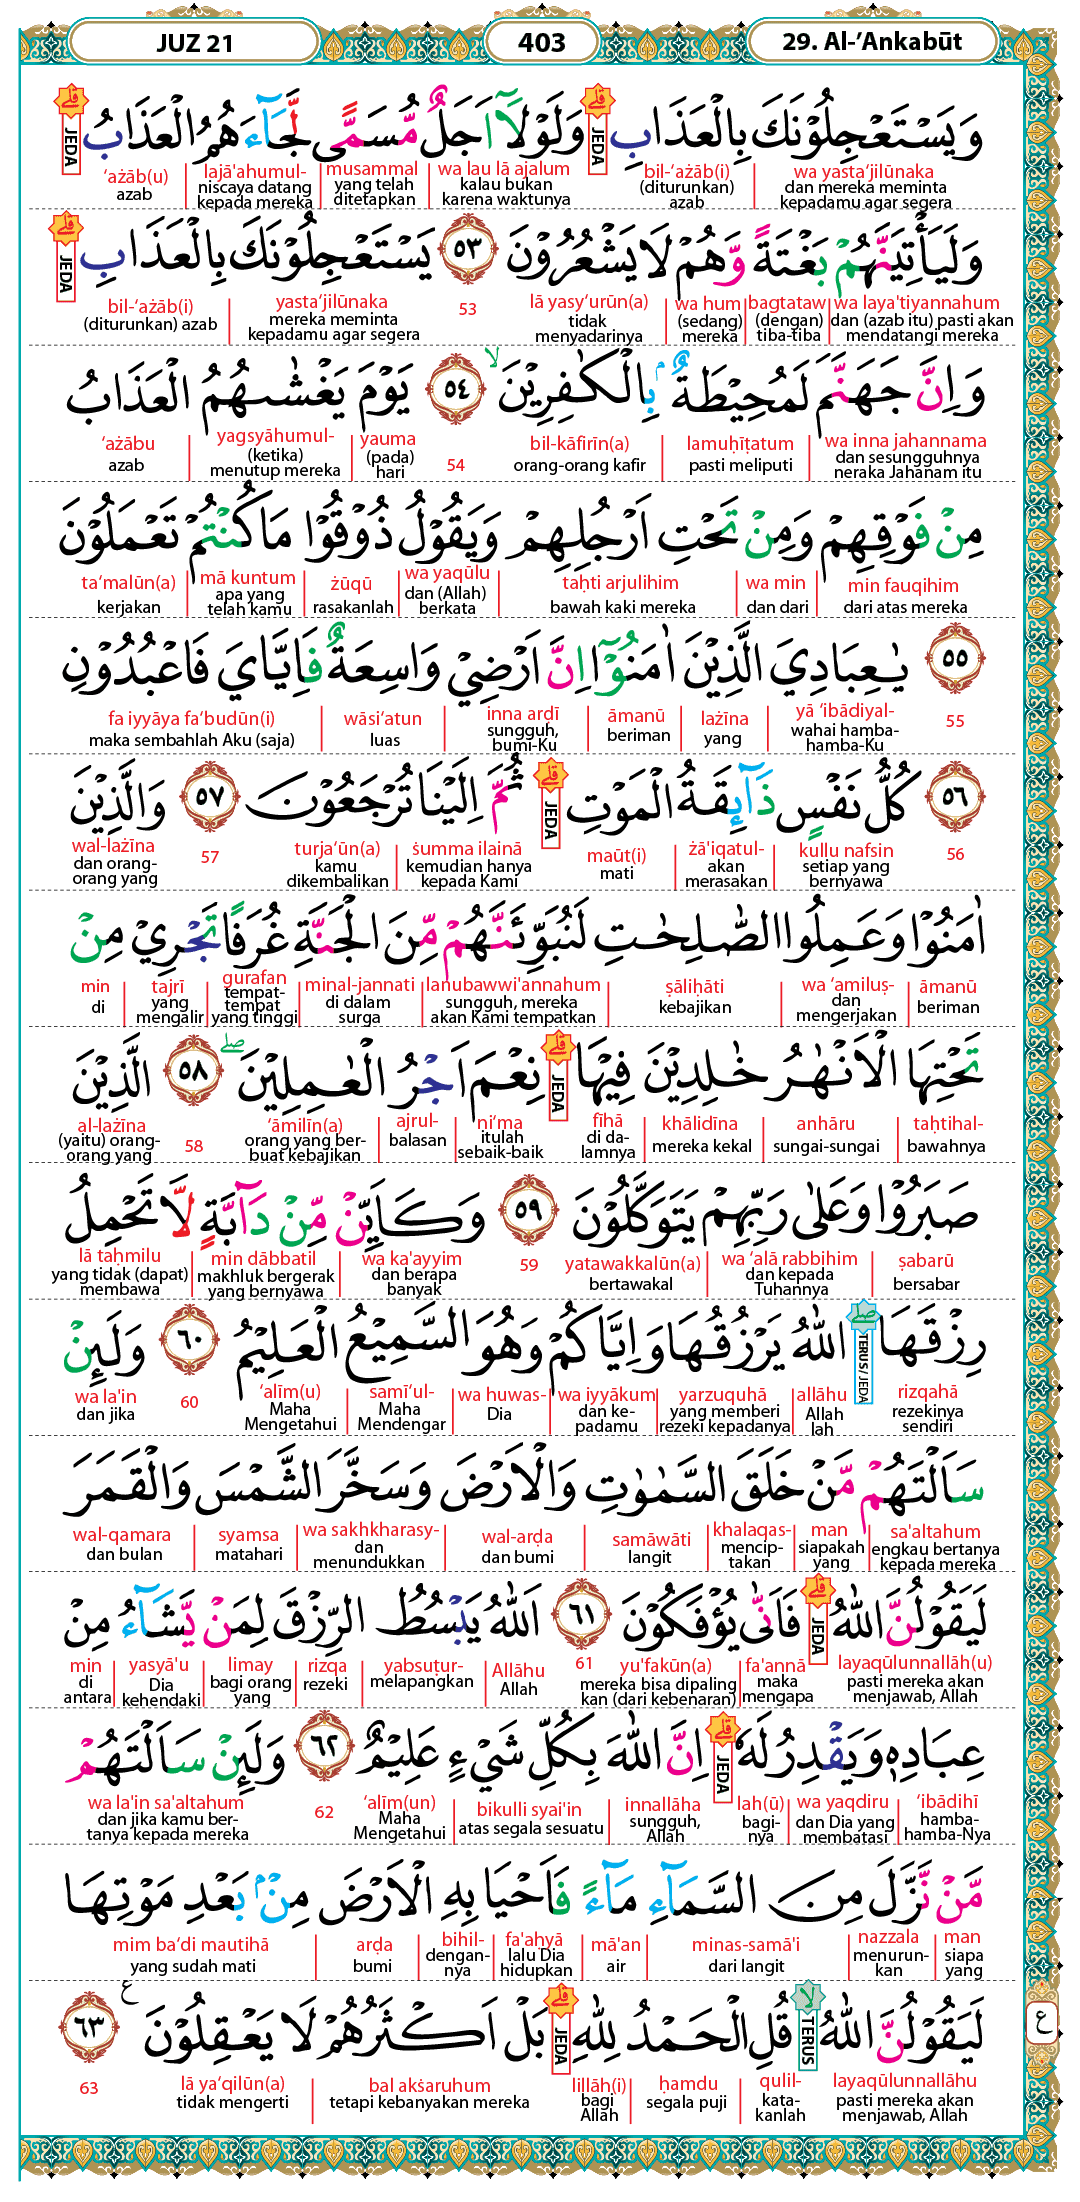 JUZ 21
403
29. Al-’Ankabūt
وَيَسْتَعْجِلُوْنَكَ بِالْعَذَابِ ۗ وَلَوْلَآ اَجَلٌ مُّسَمًّى لَّجَاۤءَهُمُ الْعَذَابُ ۗ
JEDA JEDA
wa yasta‘jilūnaka bil-‘ażāb(i) wa lau lā ajalum musammal lajā'ahumul- ‘ażāb(u)
dan mereka meminta kepadamu agar segera (diturunkan) azab kalau bukan karena waktunya yang telah ditetapkan niscaya datang kepada mereka azab
وَلَيَأْتِيَنَّهُمْ بَغْتَةً وَّهُمْ لَا يَشْعُرُوْنَ ٥٣ يَسْتَعْجِلُوْنَكَ بِالْعَذَابِ ۗ
JEDA
wa laya'tiyannahum bagtataw wa hum lā yasy‘urūn(a) 53 yasta‘jilūnaka bil-‘ażāb(i)
dan (azab itu) pasti akan mendatangi mereka (dengan) tiba-tiba (sedang) mereka tidak menyadarinya mereka meminta kepadamu agar segera (diturunkan) azab
وَاِنَّ جَهَنَّمَ لَمُحِيْطَةٌ ۢ بِالْكٰفِرِيْنَ ۙ ٥٤ يَوْمَ يَغْشٰىهُمُ الْعَذَابُ
wa inna jahannama lamuḥīṭatum bil-kāfirīn(a) 54 yauma yagsyāhumul- ‘ażābu
dan sesungguhnya neraka Jahanam itu pasti meliputi orang-orang kafir (pada) hari (ketika) menutup mereka azab
مِنْ فَوْقِهِمْ وَمِنْ تَحْتِ اَرْجُلِهِمْ وَيَقُوْلُ ذُوْقُوْا مَا كُنْتُمْ تَعْمَلُوْنَ
min fauqihim wa min taḥti arjulihim wa yaqūlu żūqū mā kuntum ta‘malūn(a)
dari atas mereka dan dari bawah kaki mereka dan (Allah) berkata rasakanlah apa yang telah kamu kerjakan
٥٥ يٰعِبَادِيَ الَّذِيْنَ اٰمَنُوْٓا اِنَّ اَرْضِيْ وَاسِعَةٌ فَاِيَّايَ فَاعْبُدُوْنِ
55 yā ‘ibādiyal- lażīna āmanū inna arḍī wāsi‘atun fa iyyāya fa‘budūn(i)
wahai hamba-hamba-Ku yang beriman sungguh, bumi-Ku luas maka sembahlah Aku (saja)
٥٦ كُلُّ نَفْسٍ ذَاۤىِٕقَةُ الْمَوْتِ ۗ ثُمَّ اِلَيْنَا تُرْجَعُوْنَ ٥٧ وَالَّذِيْنَ
JEDA
56 kullu nafsin żā'iqatul- maūt(i) ṡumma ilainā turja‘ūn(a) 57 wal-lażīna
setiap yang bernyawa akan merasakan mati kemudian hanya kepada Kami kamu dikembalikan dan orang-orang yang
اٰمَنُوْا وَعَمِلُوا الصّٰلِحٰتِ لَنُبَوِّئَنَّهُمْ مِّنَ الْجَنَّةِ غُرَفًا تَجْرِيْ مِنْ
āmanū wa ‘amiluṣ- ṣāliḥāti lanubawwi'annahum minal-jannati gurafan tajrī min
beriman dan mengerjakan kebajikan sungguh, mereka akan Kami tempatkan di dalam surga tempat-tempat yang tinggi yang mengalir di
تَحْتِهَا الْاَنْهٰرُ خٰلِدِيْنَ فِيْهَا ۗ نِعْمَ اَجْرُ الْعٰمِلِيْنَ ۖ ٥٨ الَّذِيْنَ
JEDA
taḥtihal- anhāru khālidīna fīhā ni‘ma ajrul- ‘āmilīn(a) 58 al-lażīna
bawahnya sungai-sungai mereka kekal di dalamnya itulah sebaik-baik balasan orang yang berbuat kebajikan (yaitu) orang-orang yang
صَبَرُوْا وَعَلٰى رَبِّهِمْ يَتَوَكَّلُوْنَ ٥٩ وَكَاَيِّنْ مِّنْ دَاۤبَّةٍ لَّا تَحْمِلُ
ṣabarū wa ‘alā rabbihim yatawakkalūn(a) 59 wa ka'ayyim min dābbatil lā taḥmilu
bersabar dan kepada Tuhannya bertawakal dan berapa banyak makhluk bergerak yang bernyawa yang tidak (dapat) membawa
رِزْقَهَا ۖ اللّٰهُ يَرْزُقُهَا وَاِيَّاكُمْ وَهُوَ السَّمِيْعُ الْعَلِيْمُ ٦٠ وَلَىِٕنْ
TERUS/JEDA
rizqahā allāhu yarzuquhā wa iyyākum wa huwas- samī‘ul- ‘alīm(u) 60 wa la'in
rezekinya sendiri Allah lah yang memberi rezeki kepadanya dan kepadamu Dia Maha Mendengar Maha Mengetahui dan jika
سَاَلْتَهُمْ مَّنْ خَلَقَ السَّمٰوٰتِ وَالْاَرْضَ وَسَخَّرَ الشَّمْسَ وَالْقَمَرَ
sa'altahum man khalaqas- samāwāti wal-arḍa wa sakhkharasy- syamsa wal-qamara
engkau bertanya kepada mereka siapakah yang menciptakan langit dan bumi dan menundukkan matahari dan bulan
لَيَقُوْلُنَّ اللّٰهُ ۗ فَاَنّٰى يُؤْفَكُوْنَ ٦١ اَللّٰهُ يَبْسُطُ الرِّزْقَ لِمَنْ يَّشَاۤءُ مِنْ
JEDA
layaqūlunnallāh(u) fa'annā yu'fakūn(a) 61 Allāhu yabsuṭur- rizqa limay yasyā'u min
pasti mereka akan menjawab, Allah maka mengapa mereka bisa dipalingkan (dari kebenaran) Allah melapangkan rezeki bagi orang yang Dia kehendaki di antara
عِبَادِهٖ وَيَقْدِرُ لَهٗ ۗ اِنَّ اللّٰهَ بِكُلِّ شَيْءٍ عَلِيْمٌ ٦٢ وَلَىِٕنْ سَاَلْتَهُمْ
JEDA
‘ibādihī wa yaqdiru lah(ū) innallāha bikulli syai'in ‘alīm(un) 62 wa la'in sa'altahum
hamba-hamba-Nya dan Dia yang membatasi bagi-nya sungguh, Allah atas segala sesuatu Maha Mengetahui dan jika kamu bertanya kepada mereka
مَّنْ نَّزَّلَ مِنَ السَّمَاۤءِ مَاۤءً فَاَحْيَا بِهِ الْاَرْضَ مِنْۢ بَعْدِ مَوْتِهَا
man nazzala minas-samā'i mā'an fa'aḥyā bihil- arḍa mim ba‘di mautihā
siapa yang menurunkan dari langit air lalu Dia hidupkan dengan-nya bumi yang sudah mati
لَيَقُوْلُنَّ اللّٰهُ ۙ قُلِ الْحَمْدُ لِلّٰهِ ۗ بَلْ اَكْثَرُهُمْ لَا يَعْقِلُوْنَ ࣖ ٦٣
TERUS JEDA
ع
layaqūlunnallāhu qulil- ḥamdu lillāh(i) bal akṡaruhum lā ya‘qilūn(a) 63
pasti mereka akan menjawab, Allah katakanlah segala puji bagi Allah tetapi kebanyakan mereka tidak mengerti